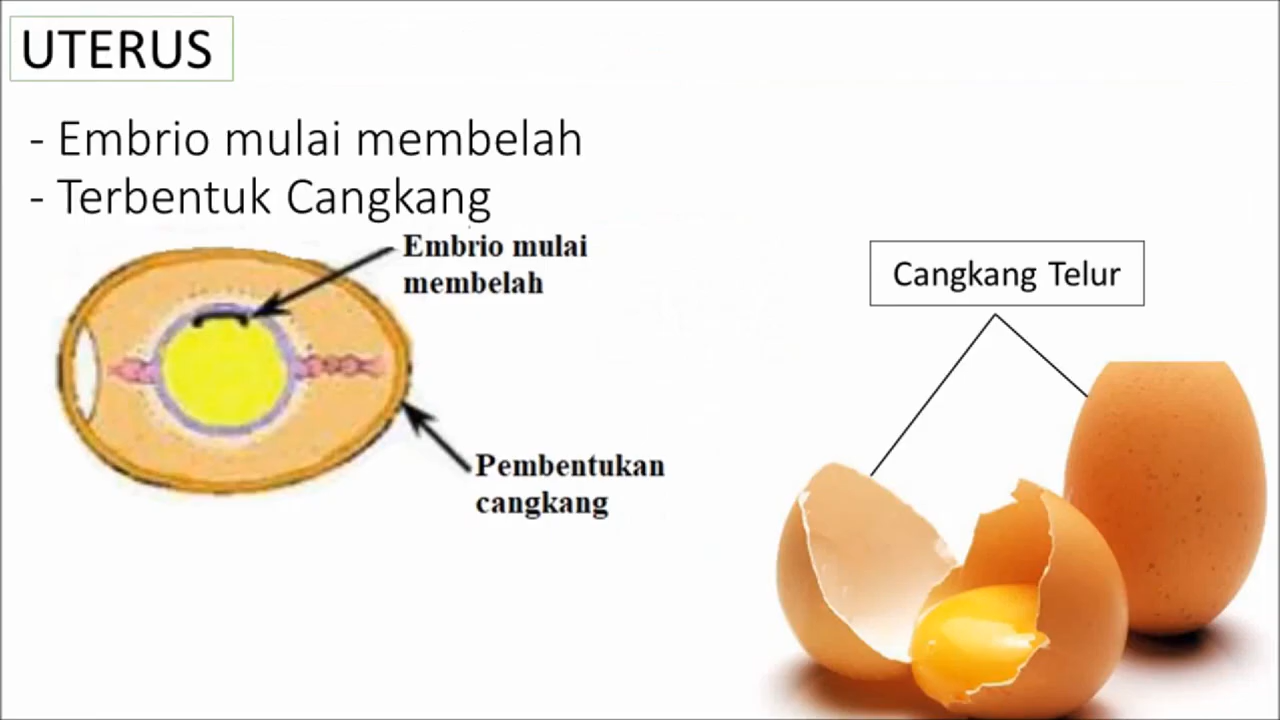 UTERUS
- Embrio mulai membelah
- Terbentuk Cangkang
Embrio mulai
membelah
Cangkang Telur
Pembentukan
cangkang